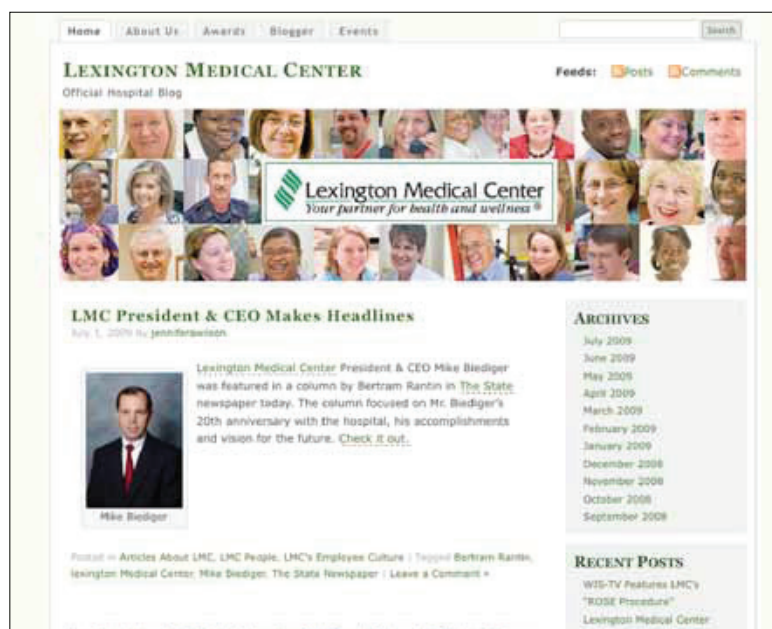 Home About Us Awards Blogger Events Search
LEXINGTON MEDICAL CENTER
Official Hospital Blog
Feeds: Posts Comments
Lexington Medical Center
Your partner for health and wellness®
LMC President & CEO Makes Headlines
July 1, 2009 by jenniferawilson
Lexington Medical Center President & CEO Mike Biediger
was featured in a column by Bertram Rantin in The State
newspaper today. The column focused on Mr. Biediger's
20th anniversary with the hospital, his accomplishments
and vision for the future. Check it out.
Mike Biediger
Posted in Articles About LMC, LMC People, LMC's Employee Culture | Tagged Bertram Rantin,
lexington Medical Center, Mike Biediger, The State Newspaper | Leave a Comment »
ARCHIVES
July 2009
June 2009
May 2009
April 2009
March 2009
February 2009
January 2009
December 2008
November 2008
October 2008
September 2008
RECENT POSTS
WIS-TV Features LMC's
"ROSE Procedure"
Lexington Medical Center